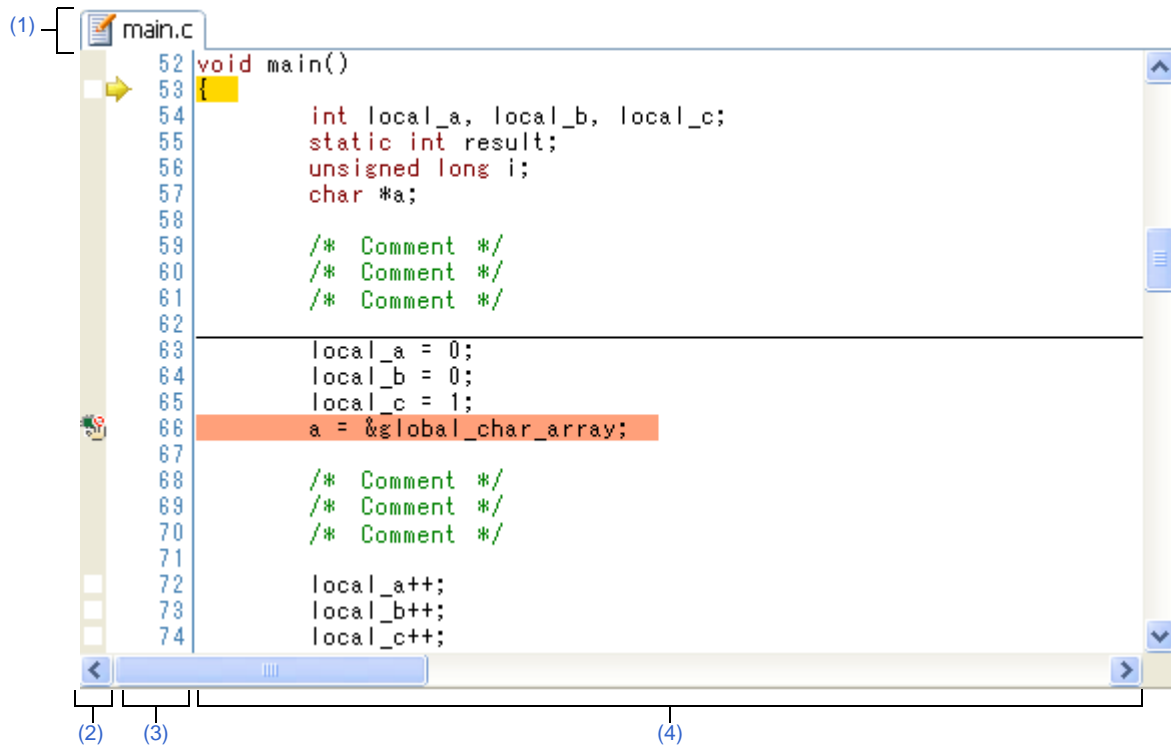 (1)
main.c
52 void main()
53 {
54 int local_a, local_b, local_c;
55 static int result;
56 unsigned long i;
57 char *a;
58
59 /* Comment */
60 /* Comment */
61 /* Comment */
62
63 local_a = 0;
64 local_b = 0;
65 local_c = 1;
66 a = &global_char_array;
67
68 /* Comment */
69 /* Comment */
70 /* Comment */
71
72 local_a++;
73 local_b++;
74 local_c++;
(2) (3) (4)